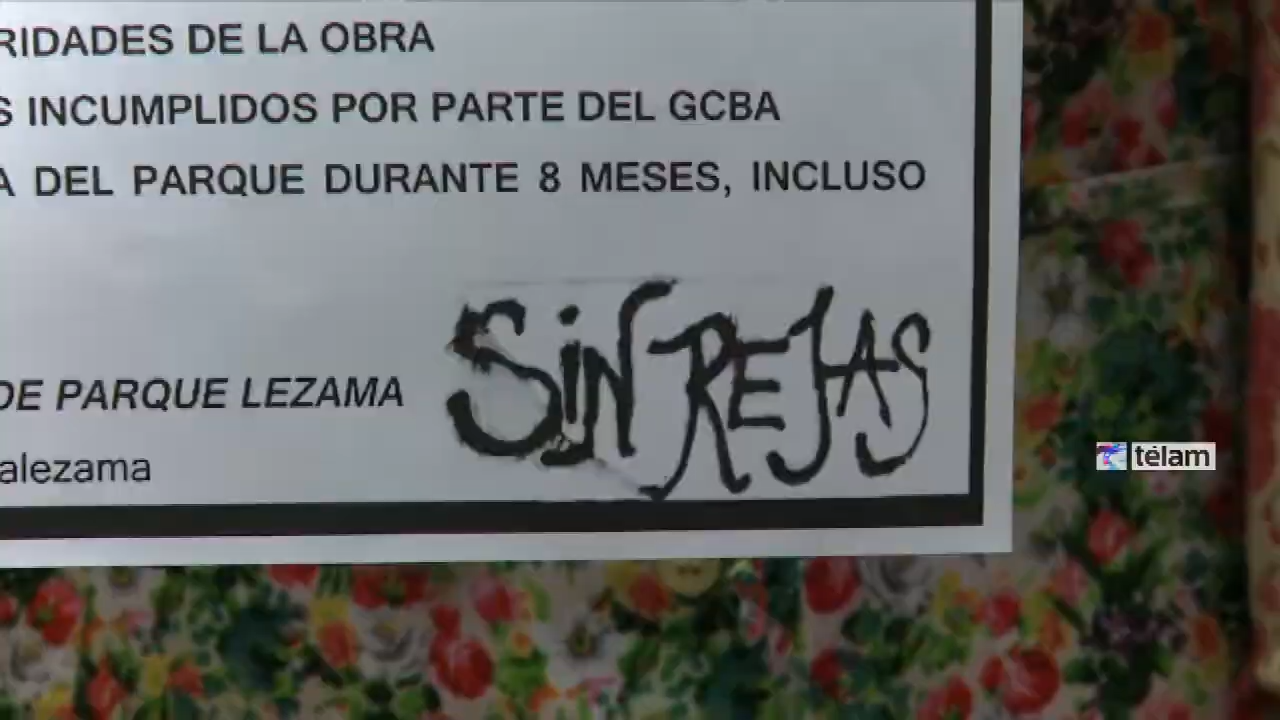 RIDADES DE LA OBRA
S INCUMPLIDOS POR PARTE DEL GCBA
A DEL PARQUE DURANTE 8 MESES, INCLUSO
DE PARQUE LEZAMA
SiN REJAS
alezama
télam